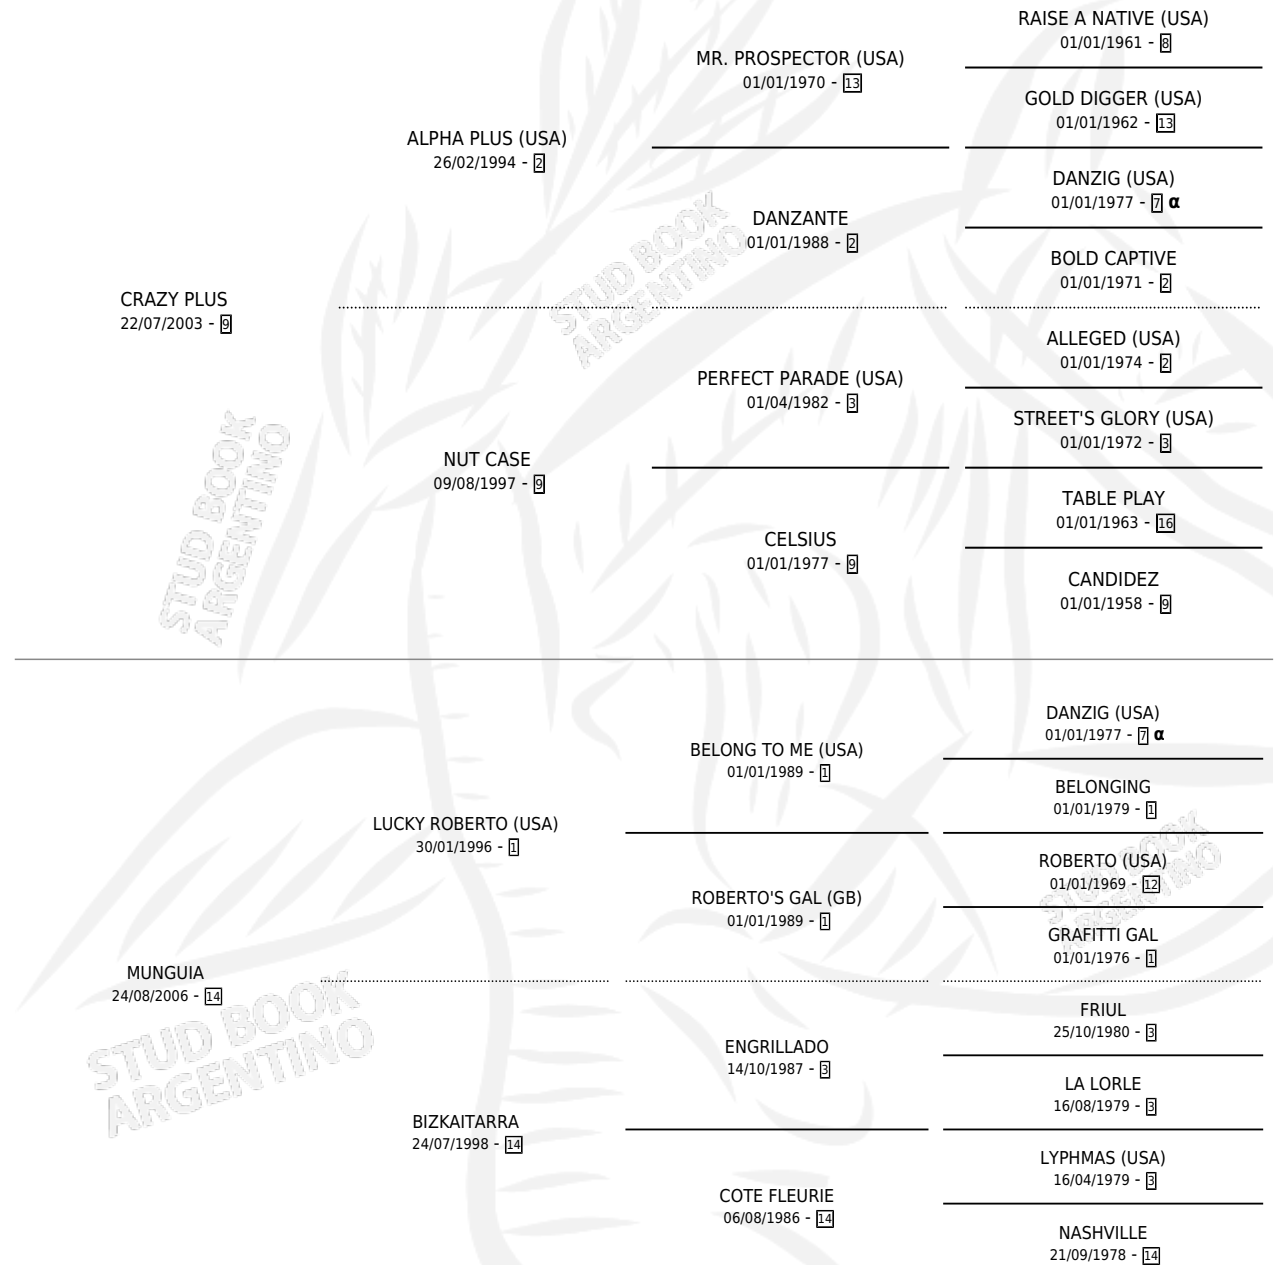 RAISE A NATIVE (USA)
01/01/1961 - 8
MR. PROSPECTOR (USA)
01/01/1970 - 13
GOLD DIGGER (USA)
01/01/1962 - 13
ALPHA PLUS (USA)
26/02/1994 - 2
DANZIG (USA)
01/01/1977 - 7 α
DANZANTE
01/01/1988 - 2
BOLD CAPTIVE
01/01/1971 - 2
CRAZY PLUS
22/07/2003 - 9
STUD BOOK
ARGENTINO
ALLEGED (USA)
01/01/1974 - 2
PERFECT PARADE (USA)
01/04/1982 - 3
STREET'S GLORY (USA)
01/01/1972 - 3
NUT CASE
09/08/1997 - 9
STUD BOOK
ARGENTINO
TABLE PLAY
01/01/1963 - 16
CELSIUS
01/01/1977 - 9
CANDIDEZ
01/01/1958 - 9
DANZIG (USA)
01/01/1977 - 7 α
BELONG TO ME (USA)
01/01/1989 - 1
BELONGING
01/01/1979 - 1
LUCKY ROBERTO (USA)
30/01/1996 - 1
STUD BOOK
ARGENTINO
ROBERTO (USA)
01/01/1969 - 12
ROBERTO'S GAL (GB)
01/01/1989 - 1
GRAFITTI GAL
01/01/1976 - 1
MUNGUIA
24/08/2006 - 14
STUD BOOK
ARGENTINO
FRIUL
25/10/1980 - 3
ENGRILLADO
14/10/1987 - 3
LA LORLE
16/08/1979 - 3
BIZKAITARRA
24/07/1998 - 14
LYPHMAS (USA)
16/04/1979 - 3
COTE FLEURIE
06/08/1986 - 14
NASHVILLE
21/09/1978 - 14